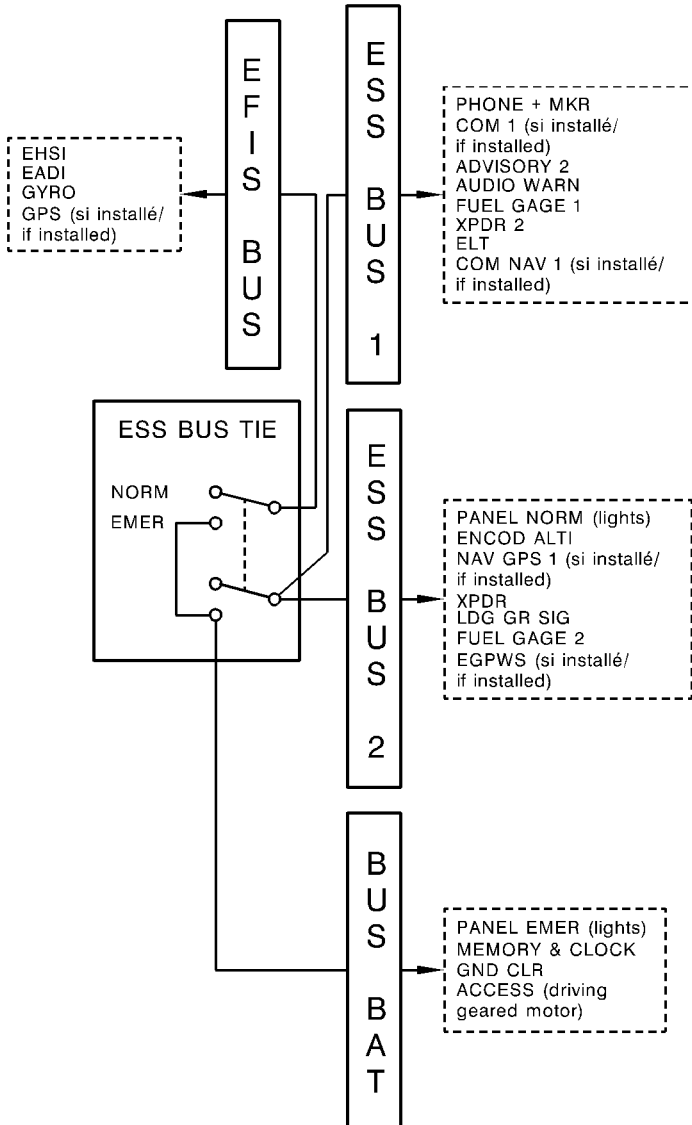 EFIS BUS
EHSI
EADI
GYRO
GPS (si installé/
if installed)
ESS BUS 1
PHONE + MKR
COM 1 (si installé/
if installed)
ADVISORY 2
AUDIO WARN
FUEL GAGE 1
XPDR 2
ELT
COM NAV 1 (si installé/
if installed)
ESS BUS TIE
NORM
EMER
ESS BUS 2
PANEL NORM (lights)
ENCOD ALTI
NAV GPS 1 (si installé/
if installed)
XPDR
LDG GR SIG
FUEL GAGE 2
EGPWS (si installé/
if installed)
BUS BAT
PANEL EMER (lights)
MEMORY & CLOCK
GND CLR
ACCESS (driving
geared motor)